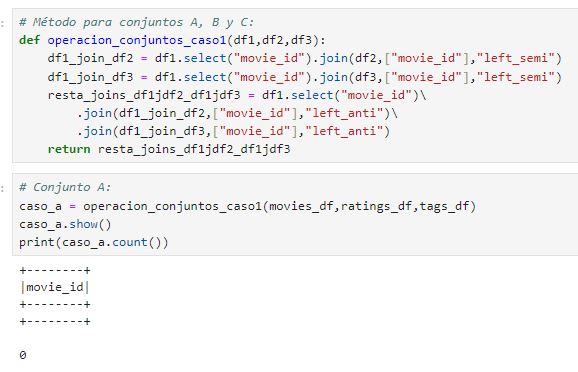 # Método para conjuntos A, B y C:
def operacion_conjuntos_caso1(df1,df2,df3):
    df1_join_df2 = df1.select("movie_id").join(df2,["movie_id"],"left_semi")
    df1_join_df3 = df1.select("movie_id").join(df3,["movie_id"],"left_semi")
    resta_joins_df1jdf2_df1jdf3 = df1.select("movie_id")\
        .join(df1_join_df2,["movie_id"],"left_anti")\
        .join(df1_join_df3,["movie_id"],"left_anti")
    return resta_joins_df1jdf2_df1jdf3
# Conjunto A:
caso_a = operacion_conjuntos_caso1(movies_df,ratings_df,tags_df)
caso_a.show()
print(caso_a.count())
+--------+
|movie_id|
+--------+
+--------+
0